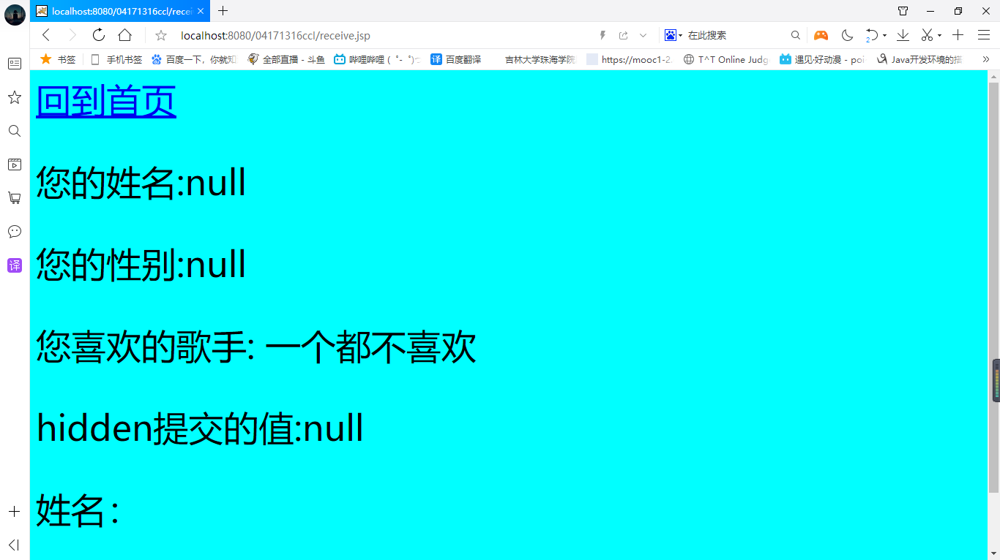 localhost:8080/04171316ccl/recei
localhost:8080/04171316ccl/receive.jsp
在此搜索
2
书签
手机书签
百度一下，你就知
全部直播 - 斗鱼
哔哩哔哩 ( ゜- ゜)つ
译
百度翻译
吉林大学珠海学院
https://mooc1-2.
T^T Online Judg
遇见·好动漫 - poi
Java开发环境的搭
译
回到首页
您的姓名:null
您的性别:null
您喜欢的歌手: 一个都不喜欢
hidden提交的值:null
姓名：